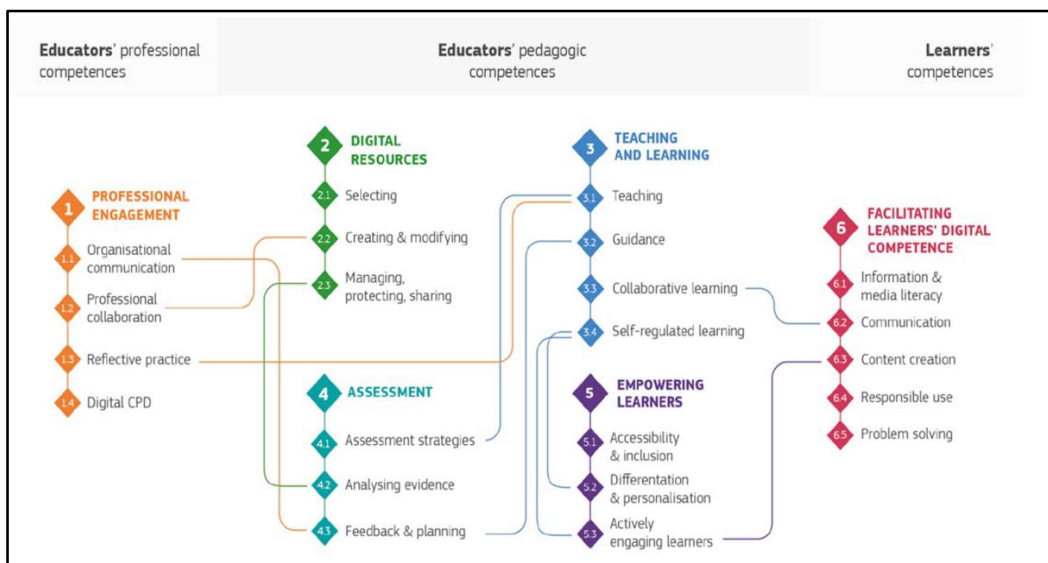 Educators' professional
competences
Educators' pedagogic
competences
Learners'
competences
1
PROFESSIONAL
ENGAGEMENT
1.1
Organisational
communication
1.2
Professional
collaboration
1.3
Reflective practice
1.4
Digital CPD
2
DIGITAL
RESOURCES
2.1
Selecting
2.2
Creating & modifying
2.3
Managing,
protecting, sharing
3
TEACHING
AND LEARNING
3.1
Teaching
3.2
Guidance
3.3
Collaborative learning
3.4
Self-regulated learning
4
ASSESSMENT
4.1
Assessment strategies
4.2
Analysing evidence
4.3
Feedback & planning
5
EMPOWERING
LEARNERS
5.1
Accessibility
& inclusion
5.2
Differentation
& personalisation
5.3
Actively
engaging learners
6
FACILITATING
LEARNERS' DIGITAL
COMPETENCE
6.1
Information &
media literacy
6.2
Communication
6.3
Content creation
6.4
Responsible use
6.5
Problem solving